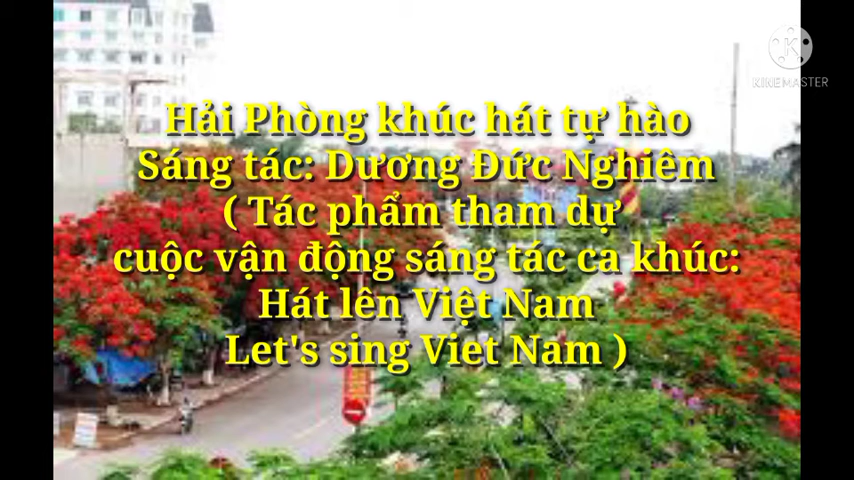 KINEMASTER
Hải Phòng khúc hát tự hào
Sáng tác: Dương Đức Nghiêm
( Tác phẩm tham dự
cuộc vận động sáng tác ca khúc:
Hát lên Việt Nam
Let's sing Viet Nam )